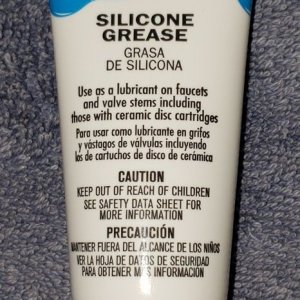 SILICONE
GREASE
GRASA
DE SILICONA
Use as a lubricant on faucets
and valve stems including
those with ceramic disc cartridges
Para usar como lubricante en grifos
y vástagos de válvulas incluyendo
las de cartuchos de disco de cerámica
CAUTION
KEEP OUT OF REACH OF CHILDREN
SEE SAFETY DATA SHEET FOR
MORE INFORMATION
PRECAUCIÓN
MANTENER FUERA DEL ALCANCE DE LOS NIÑOS
VER LA HOJA DE DATOS DE SEGURIDAD
PARA OBTENER MÁS INFORMACIÓN